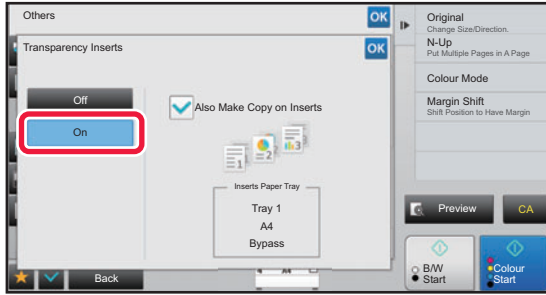 Others
OK
Transparency Inserts
OK
Off
On
Also Make Copy on Inserts
1
2
3
Inserts Paper Tray
Tray 1
A4
Bypass
Back
A4
Original
Change Size/Direction.
N-Up
Put Multiple Pages in A Page
Colour Mode
Margin Shift
Shift Position to Have Margin
Preview
CA
B/W
Start
Colour
Start